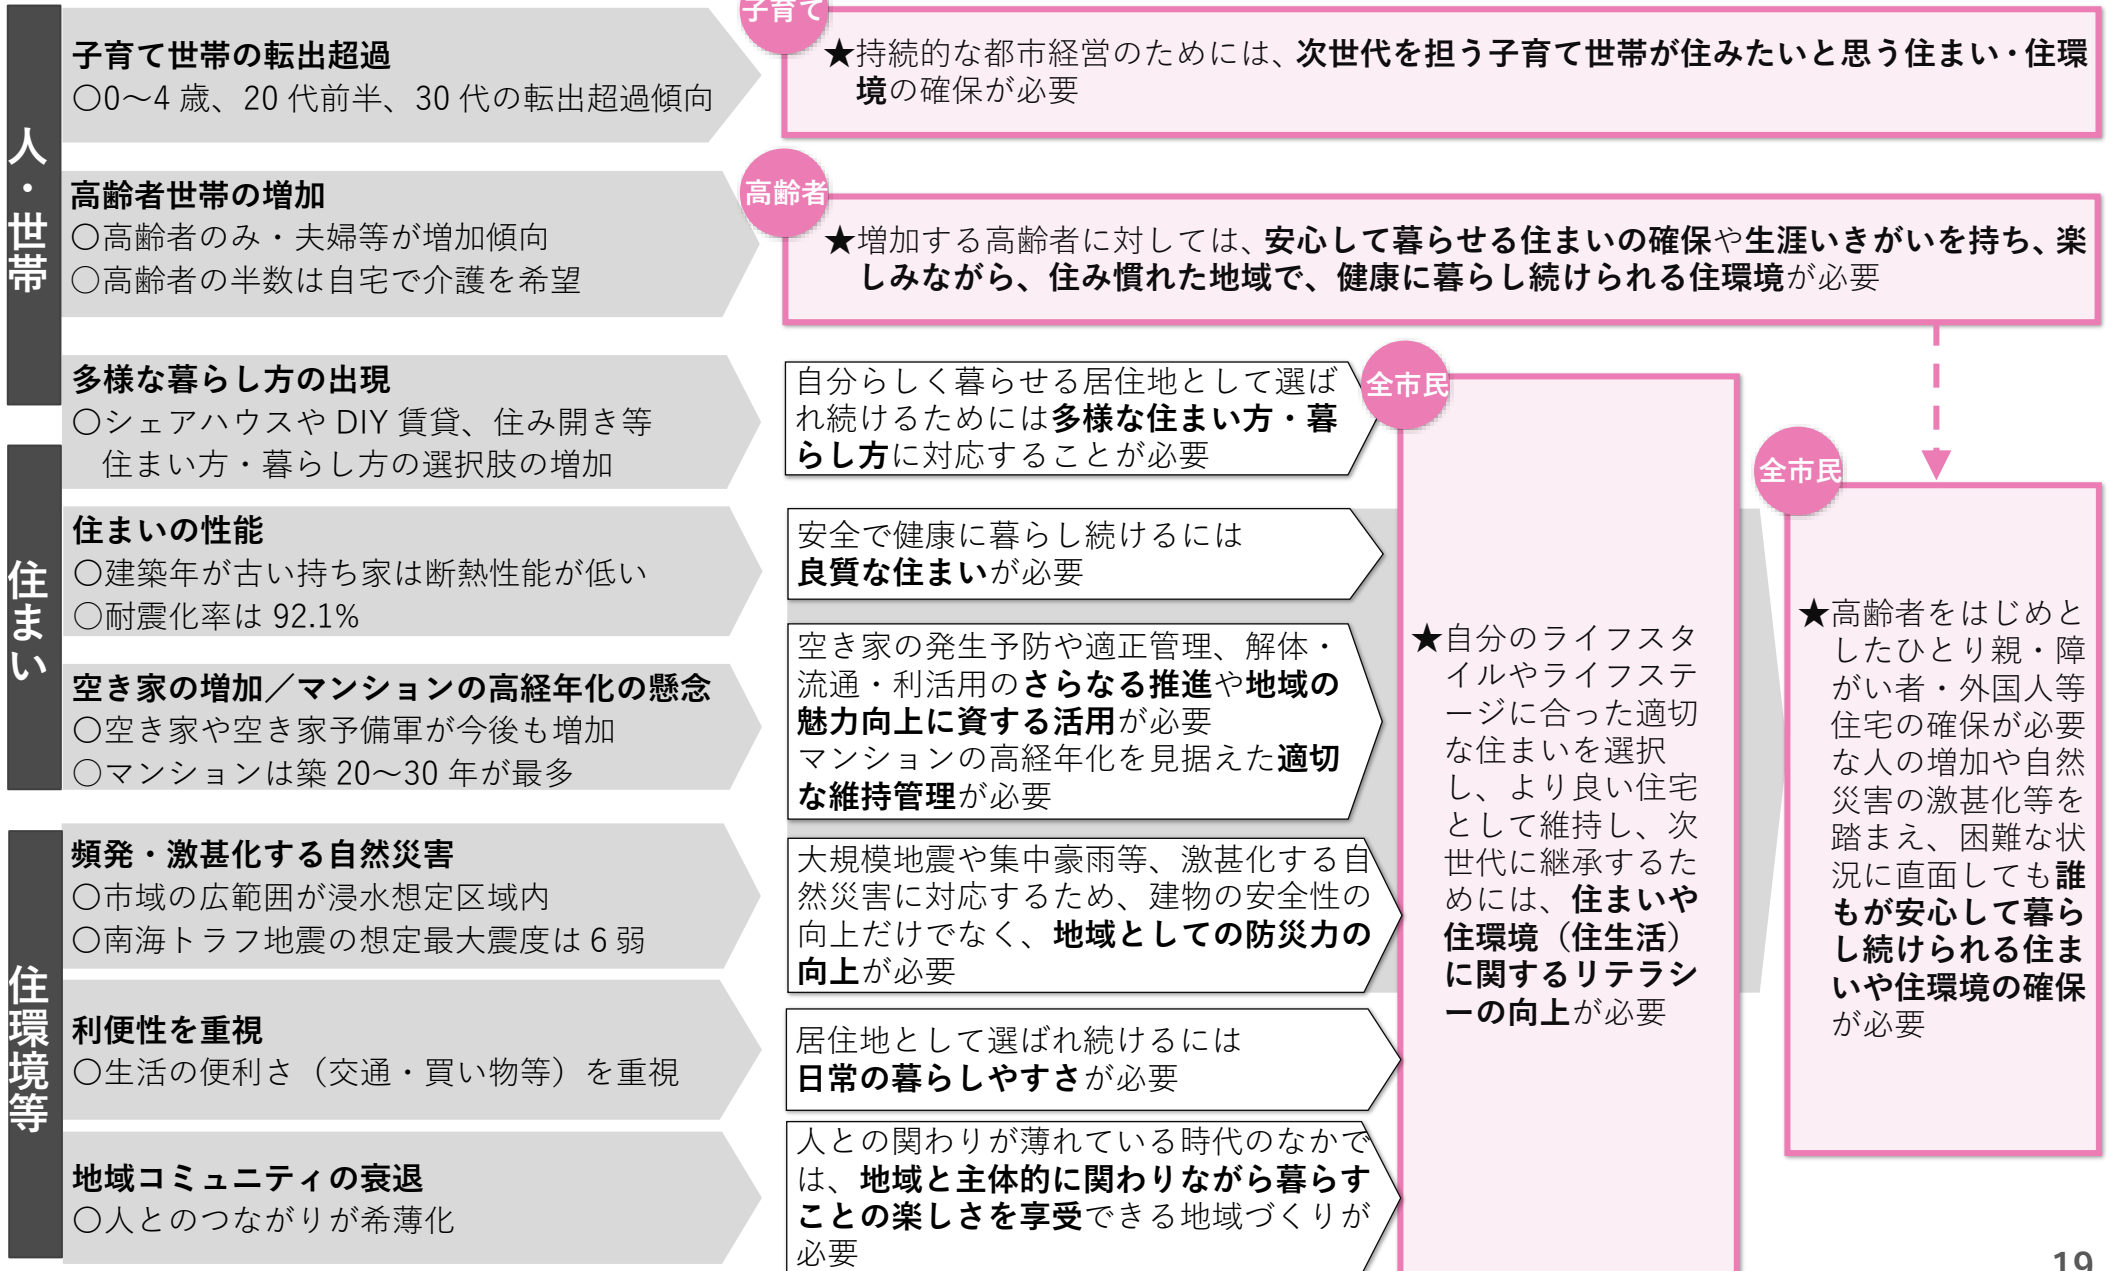 人・世帯
子育て世帯の転出超過
〇0～4 歳、20 代前半、30 代の転出超過傾向
子育て
★持続的な都市経営のためには、次世代を担う子育て世帯が住みたいと思う住まい・住環
境の確保が必要
高齢者世帯の増加
〇高齢者のみ・夫婦等が増加傾向
〇高齢者の半数は自宅で介護を希望
高齢者
★増加する高齢者に対しては、安心して暮らせる住まいの確保や生涯いきがいを持ち、楽
しみながら、住み慣れた地域で、健康に暮らし続けられる住環境が必要
多様な暮らし方の出現
〇シェアハウスや DIY 賃貸、住み開き等
住まい方・暮らし方の選択肢の増加
自分らしく暮らせる居住地として選ば
れ続けるためには多様な住まい方・暮
らし方に対応することが必要
住まい
住まいの性能
〇建築年が古い持ち家は断熱性能が低い
〇耐震化率は 92.1%
安全で健康に暮らし続けるには
良質な住まいが必要
空き家の増加／マンションの高経年化の懸念
〇空き家や空き家予備軍が今後も増加
〇マンションは築 20～30 年が最多
空き家の発生予防や適正管理、解体・
流通・利活用のさらなる推進や地域の
魅力向上に資する活用が必要
マンションの高経年化を見据えた適切
な維持管理が必要
住環境等
頻発・激甚化する自然災害
〇市域の広範囲が浸水想定区域内
〇南海トラフ地震の想定最大震度は 6 弱
大規模地震や集中豪雨等、激甚化する自
然災害に対応するため、建物の安全性の
向上だけでなく、地域としての防災力の
向上が必要
利便性を重視
〇生活の便利さ（交通・買い物等）を重視
居住地として選ばれ続けるには
日常の暮らしやすさが必要
地域コミュニティの衰退
〇人とのつながりが希薄化
人との関わりが薄れている時代のなかで
は、地域と主体的に関わりながら暮らす
ことの楽しさを享受できる地域づくりが
必要
全市民
★自分のライフスタ
イルやライフステ
ージに合った適切
な住まいを選択
し、より良い住宅
として維持し、次
世代に継承するた
めには、住まいや
住環境（住生活）
に関するリテラシ
ーの向上が必要
全市民
★高齢者をはじめと
したひとり親・障
がい者・外国人等
住宅の確保が必要
な人の増加や自然
災害の激甚化等を
踏まえ、困難な状
況に直面しても誰
もが安心して暮ら
し続けられる住ま
いや住環境の確保
が必要
19